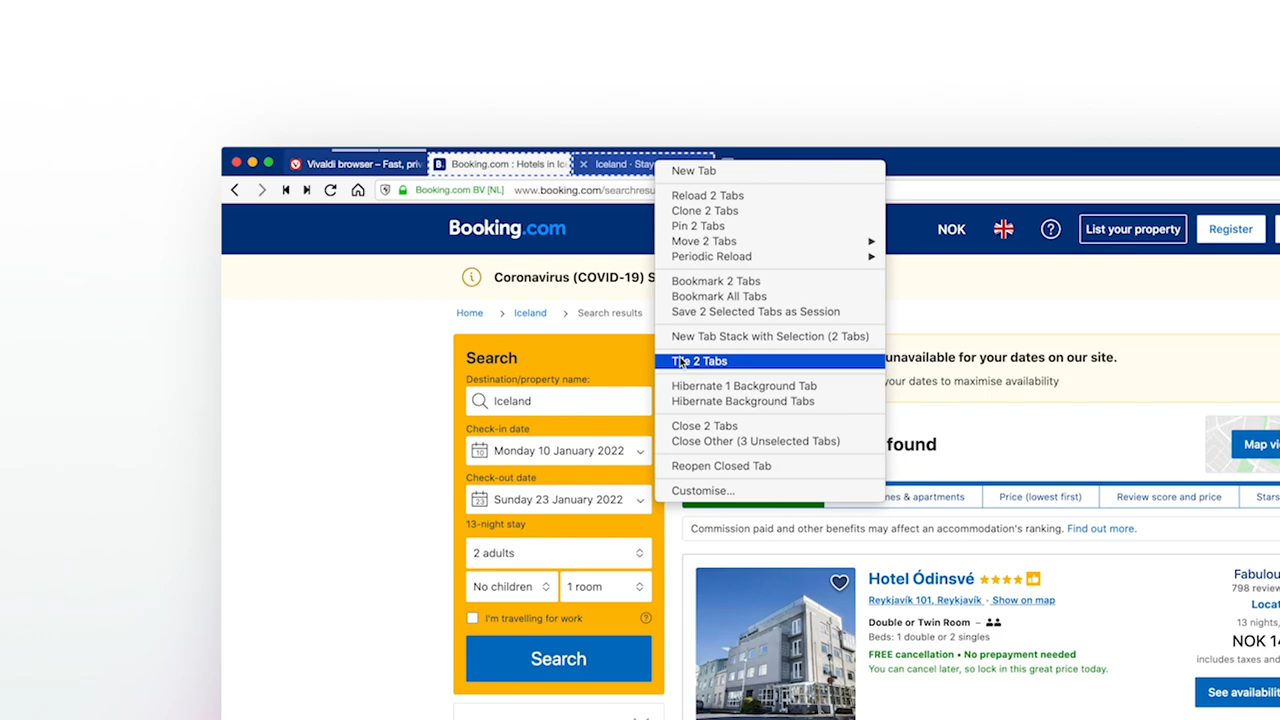 Vivaldi browser – Fast, priv
Booking.com : Hotels in Ic
Iceland · Stays
Booking.com BV [NL]
www.booking.com/searchresu
Booking.com
NOK
List your property
Register
Coronavirus (COVID-19) S
Home
Iceland
Search results
Search
Destination/property name:
Iceland
Check-in date
10
Monday 10 January 2022
Check-out date
23
Sunday 23 January 2022
13-night stay
2 adults
No children
1 room
I'm travelling for work
Search
New Tab
Reload 2 Tabs
Clone 2 Tabs
Pin 2 Tabs
Move 2 Tabs
Periodic Reload
Bookmark 2 Tabs
Bookmark All Tabs
Save 2 Selected Tabs as Session
New Tab Stack with Selection (2 Tabs)
Tile 2 Tabs
Hibernate 1 Background Tab
Hibernate Background Tabs
Close 2 Tabs
Close Other (3 Unselected Tabs)
Reopen Closed Tab
Customise...
unavailable for your dates on our site.
your dates to maximise availability
found
Map vi
es & apartments
Price (lowest first)
Review score and price
Stars
Commission paid and other benefits may affect an accommodation's ranking. Find out more.
Hotel Ódinsvé
Reykjavík 101, Reykjavík · Show on map
Double or Twin Room –
Beds: 1 double or 2 singles
FREE cancellation • No prepayment needed
You can cancel later, so lock in this great price today.
Fabulou
798 review
Locat
13 nights,
NOK 14
includes taxes and
See availabili